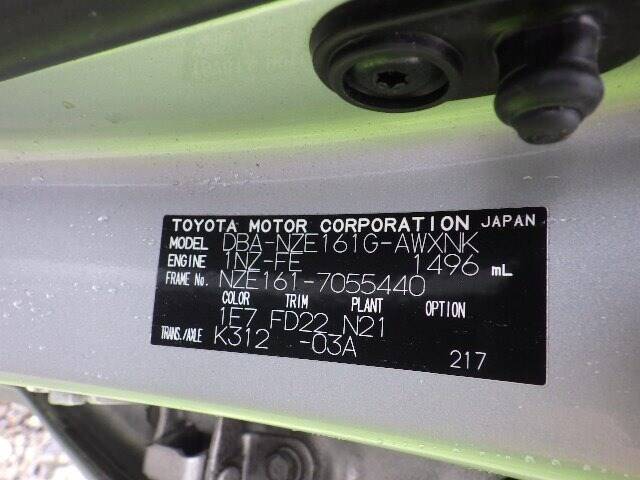 TOYOTA MOTOR CORPORATION JAPAN
MODEL DBA-NZE161G-AWXNK
ENGINE 1NZ-FE 1496 mL
FRAME No. NZE161-7055440
COLOR TRIM PLANT OPTION
1E7 FD22 N21
TRANS./AXLE K312 -03A
217